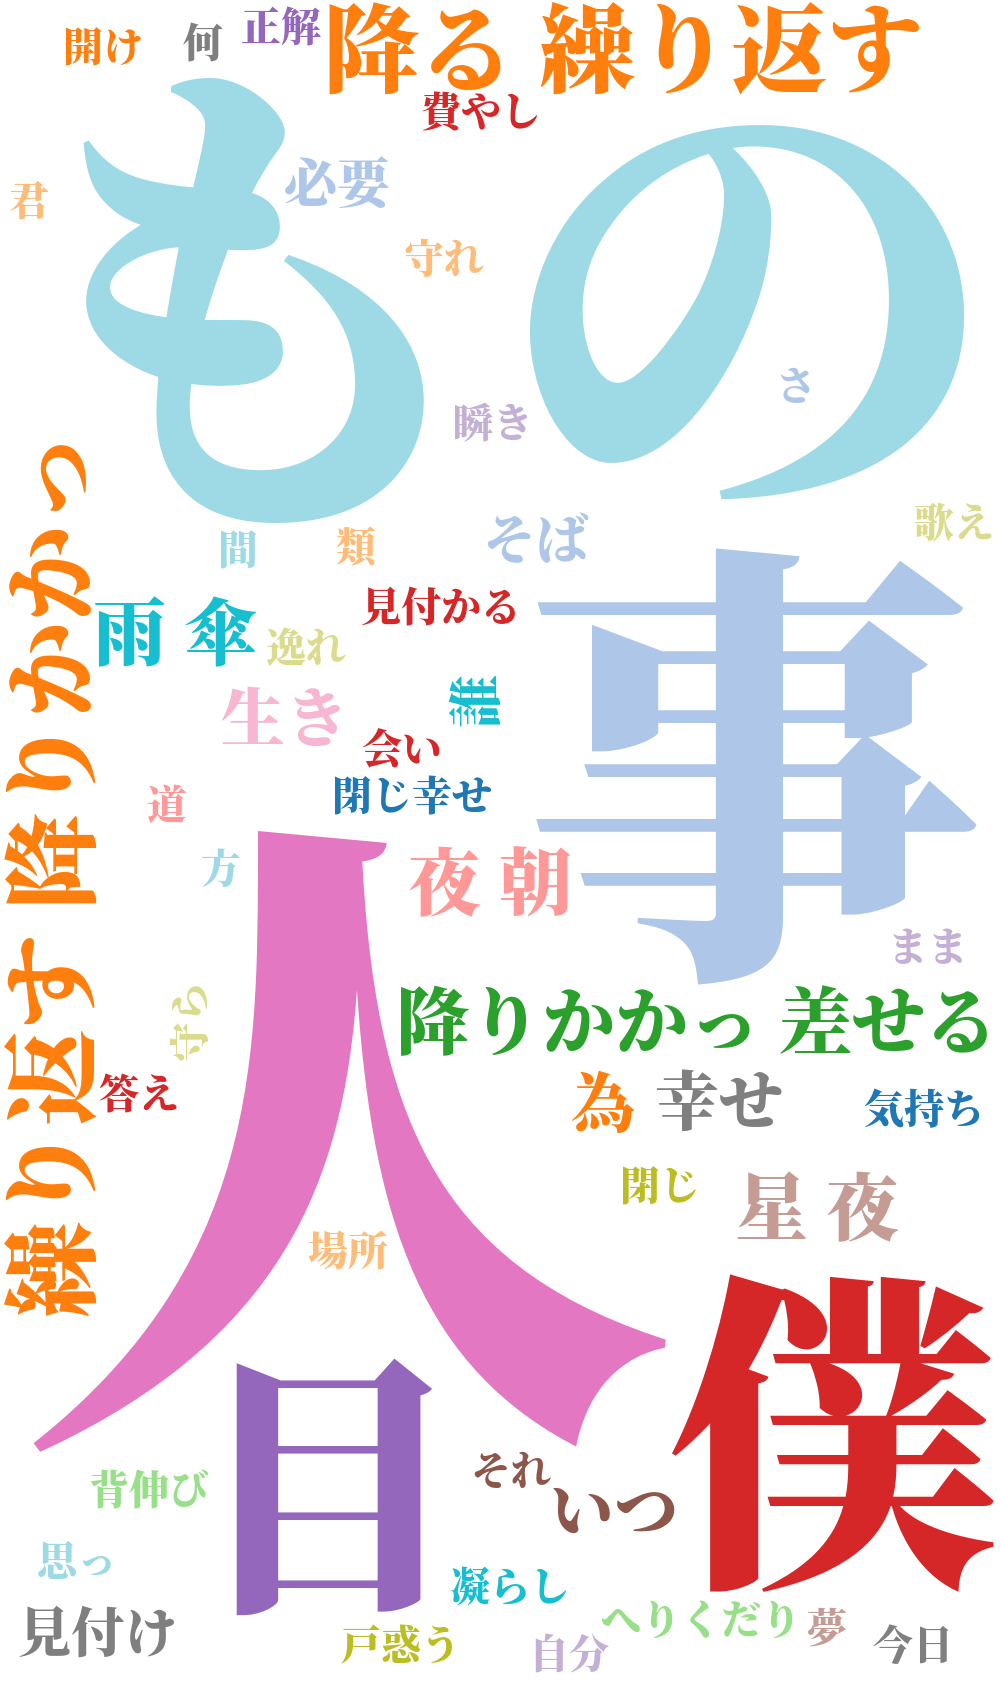 開け 何 正解 降る 繰り返す
費やし
必要
君
守れ
もの
さ
瞬き
そば
歌え
間 類
見付かる
雨 傘
逸れ
生き
誰
会い
閉じ 幸せ
事
道
方
夜 朝
まま
繰り返す 降りかかっ
守ら
降りかかっ 差せる
答え
為 幸せ
気持ち
人
閉じ
星 夜
場所
僕
目
それ
いつ
背伸び
思っ
凝らし
見付け
へりくだり
夢
戸惑う
自分
今日